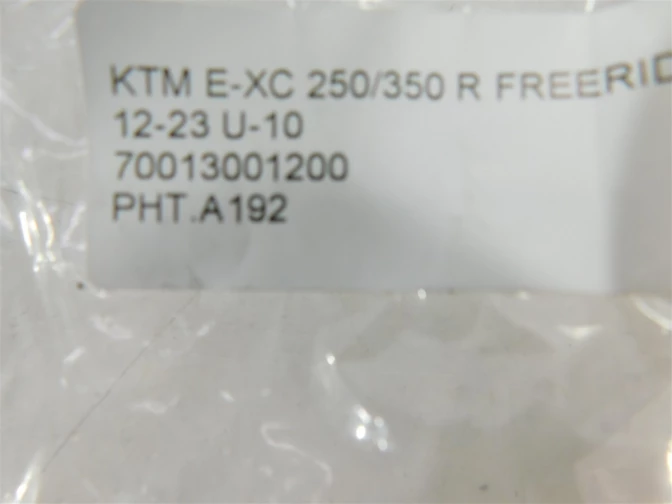 KTM E-XC 250/350 R FREERID
12-23 U-10
70013001200
PHT.A192